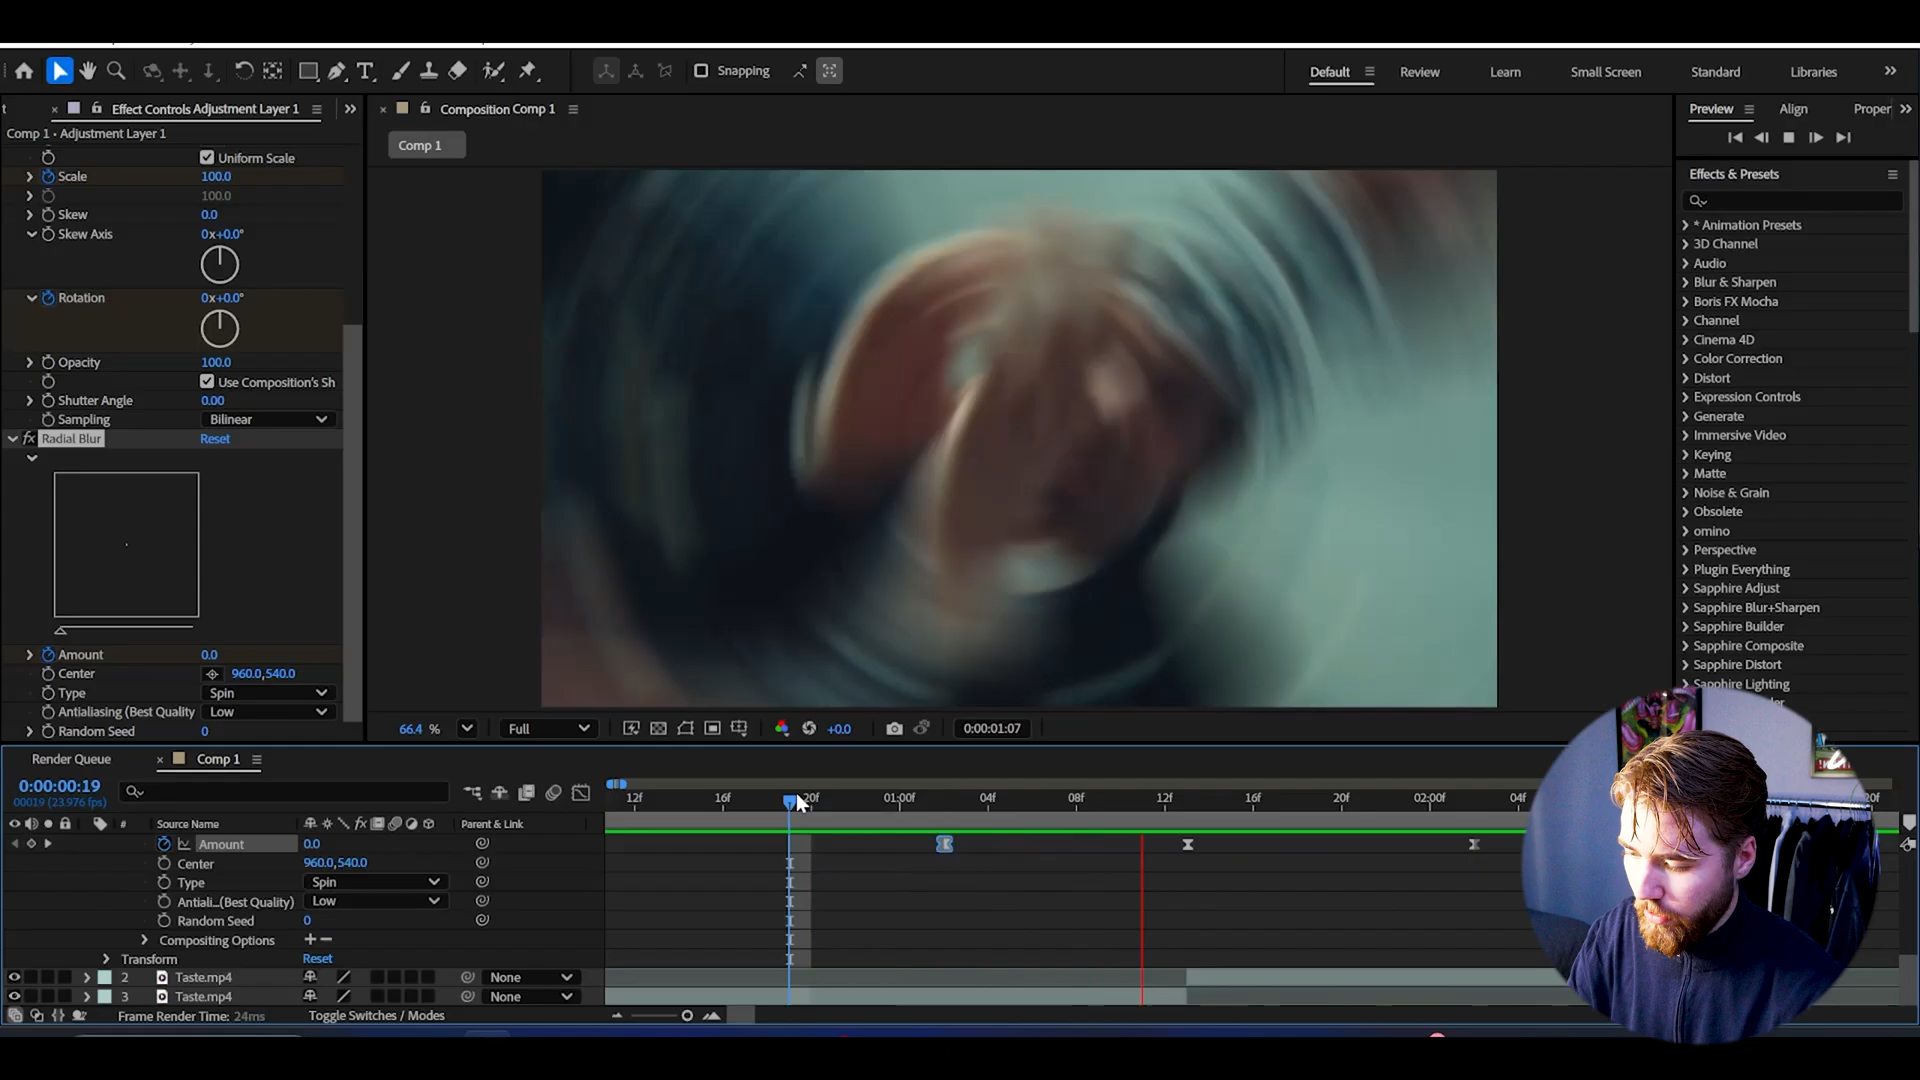 Snapping
Default
Review
Learn
Small Screen
Standard
Libraries
t
Effect Controls Adjustment Layer 1
Composition Comp 1
Preview
Align
Proper
Comp 1 • Adjustment Layer 1
Comp 1
Uniform Scale
Scale
100.0
100.0
Skew
0.0
Skew Axis
0x+0.0°
Rotation
0x+0.0°
Opacity
100.0
Use Composition's Sh
Shutter Angle
0.00
Sampling
Bilinear
fx Radial Blur
Reset
Amount
0.0
Center
960.0,540.0
Type
Spin
Antialiasing (Best Quality
Low
Random Seed
0
66.4 %
Full
+0.0
0:00:01:07
Effects & Presets
* Animation Presets
3D Channel
Audio
Blur & Sharpen
Boris FX Mocha
Channel
Cinema 4D
Color Correction
Distort
Expression Controls
Generate
Immersive Video
Keying
Matte
Noise & Grain
Obsolete
omino
Perspective
Plugin Everything
Sapphire Adjust
Sapphire Blur+Sharpen
Sapphire Builder
Sapphire Composite
Sapphire Distort
Sapphire Lighting
Render Queue
Comp 1
0:00:00:19
00019 (23.976 fps)
12f
16f
20f
01:00f
04f
08f
12f
16f
20f
02:00f
04f
20f
#
Source Name
fx
Parent & Link
Amount
0.0
Center
960.0,540.0
Type
Spin
Antiali...(Best Quality)
Low
Random Seed
0
Compositing Options
+ −
Transform
Reset
2
Taste.mp4
None
3
Taste.mp4
None
Frame Render Time: 24ms
Toggle Switches / Modes